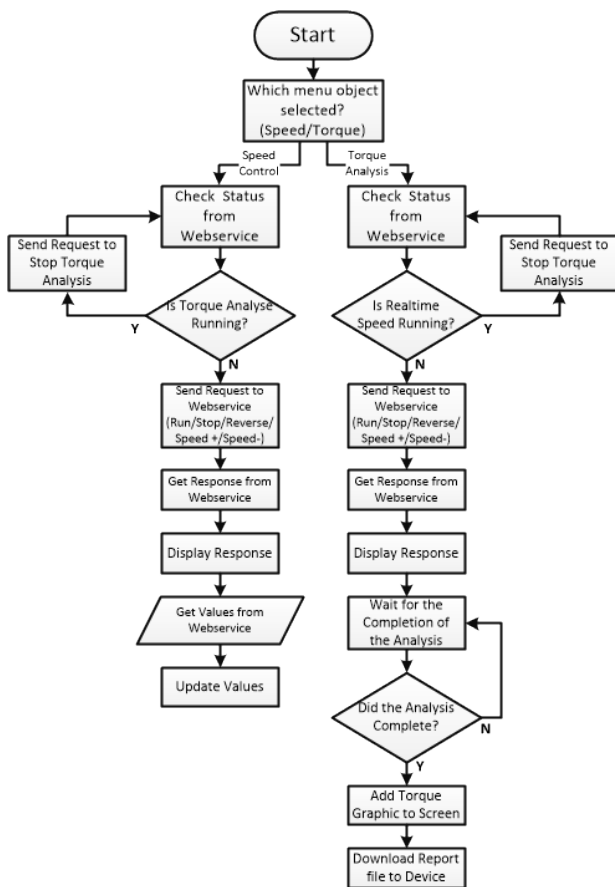 Start
Which menu object
selected?
(Speed/Torque)
Speed
Control
Torque
Analysis
Check Status
from
Webservice
Check Status
from
Webservice
Send Request to
Stop Torque
Analysis
Send Request to
Stop Torque
Analysis
Is Torque Analyse
Running?
Y
N
Is Realtime
Speed Running?
Y
N
Send Request to
Webservice
(Run/Stop/Reverse/
Speed +/Speed-)
Send Request to
Webservice
(Run/Stop/Reverse/
Speed +/Speed-)
Get Response from
Webservice
Get Response from
Webservice
Display Response
Display Response
Get Values from
Webservice
Update Values
Wait for the
Completion of
the Analysis
Did the Analysis
Complete?
N
Y
Add Torque
Graphic to Screen
Download Report
file to Device